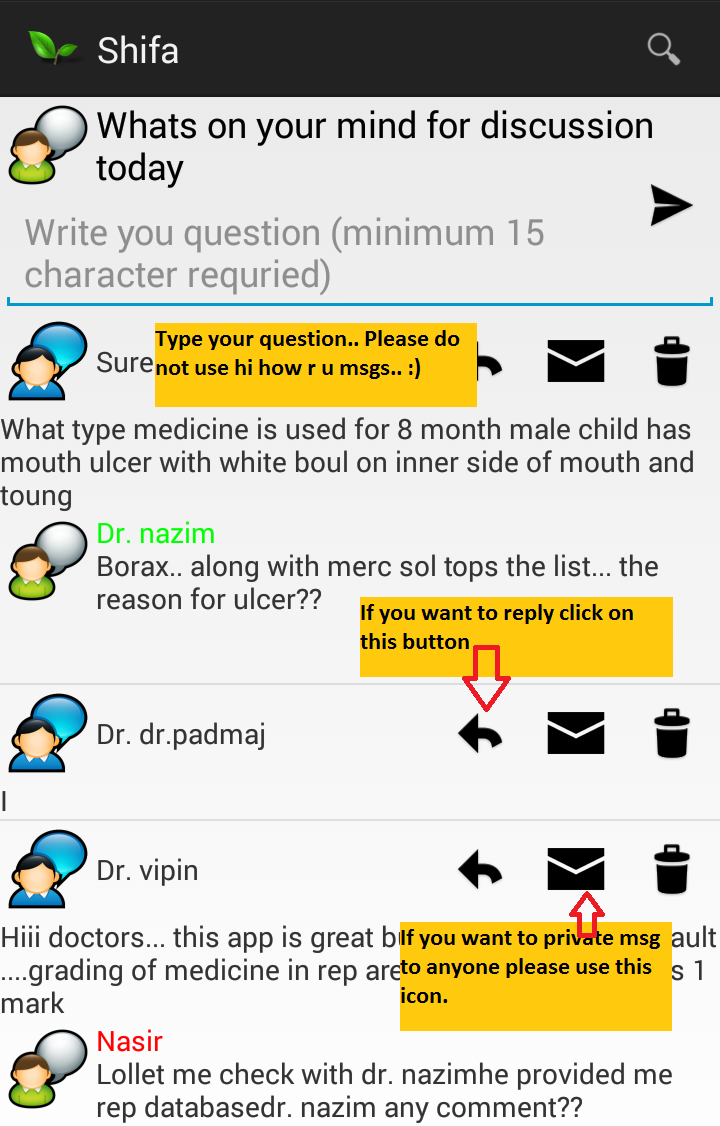 Shifa
Whats on your mind for discussion
today
Write you question (minimum 15
character requried)
Sure
Type your question.. Please do
not use hi how r u msgs.. :)
What type medicine is used for 8 month male child has
mouth ulcer with white boul on inner side of mouth and
toung
Dr. nazim
Borax.. along with merc sol tops the list... the
reason for ulcer??
If you want to reply click on
this button
Dr. dr.padmaj
I
Dr. vipin
Hiii doctors... this app is great b ault
....grading of medicine in rep are s 1
mark
If you want to private msg
to anyone please use this
icon.
Nasir
Lollet me check with dr. nazimhe provided me
rep databasedr. nazim any comment??